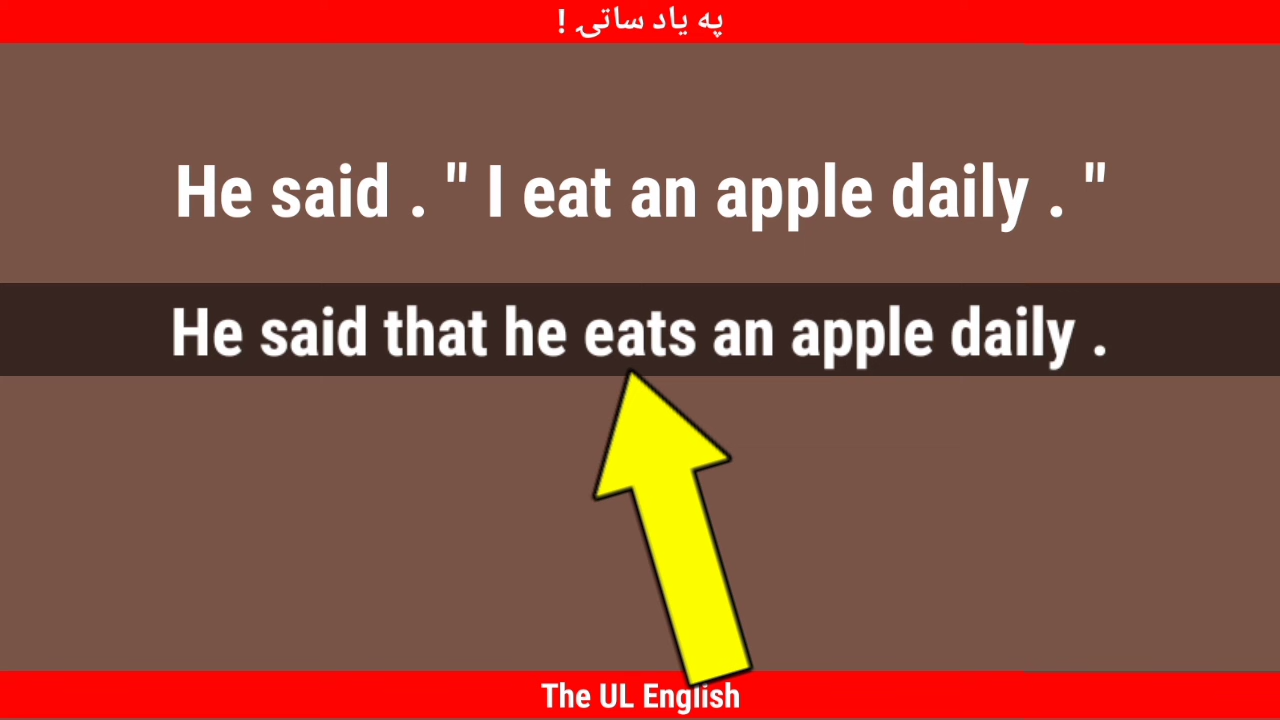 په یاد ساتۍ !
He said . " I eat an apple daily . "
He said that he eats an apple daily .
The UL English